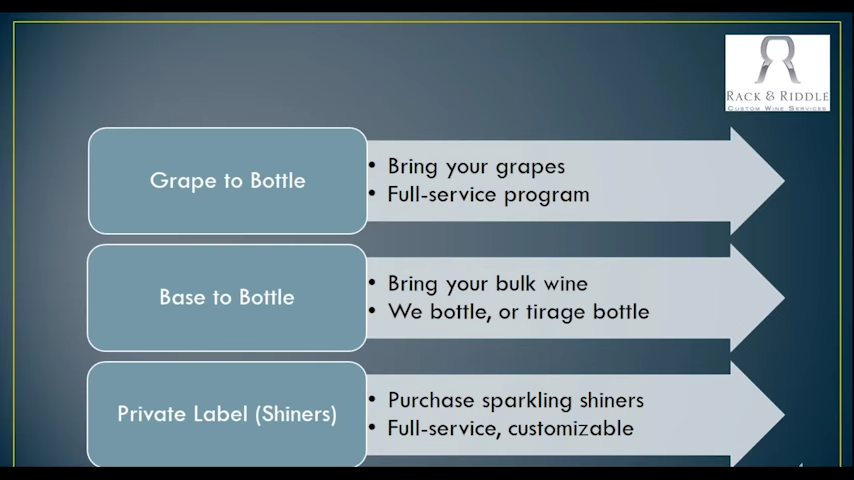 RACK & RIDDLE
CUSTOM WINE SERVICES
Grape to Bottle
• Bring your grapes
• Full-service program
Base to Bottle
• Bring your bulk wine
• We bottle, or tirage bottle
Private Label (Shiners)
• Purchase sparkling shiners
• Full-service, customizable